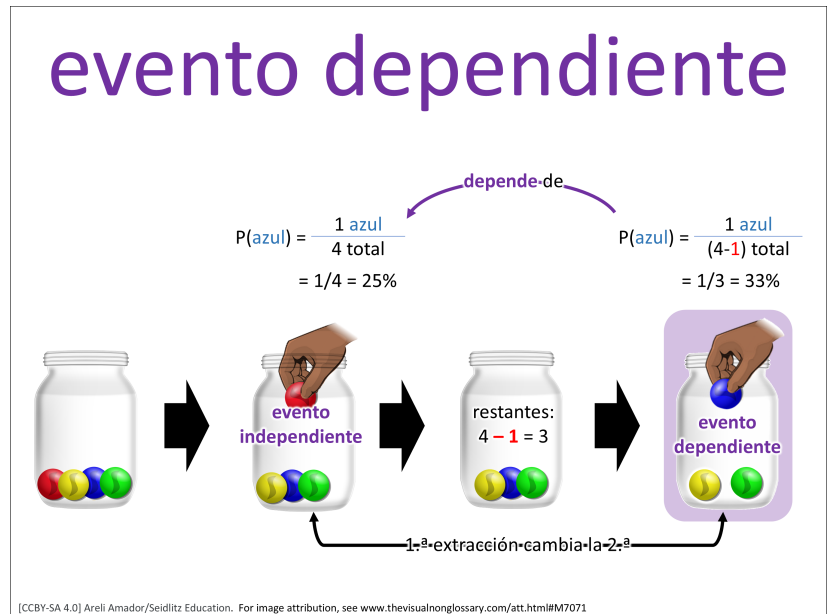 evento dependiente
depende de
P(azul) = 1 azul / 4 total
= 1/4 = 25%
P(azul) = 1 azul / (4-1) total
= 1/3 = 33%
evento
independiente
restantes:
4 – 1 = 3
evento
dependiente
1.ª extracción cambia la 2.ª
[CCBY-SA 4.0] Areli Amador/Seidlitz Education. For image attribution, see www.thevisualnonglossary.com/att.html#M7071